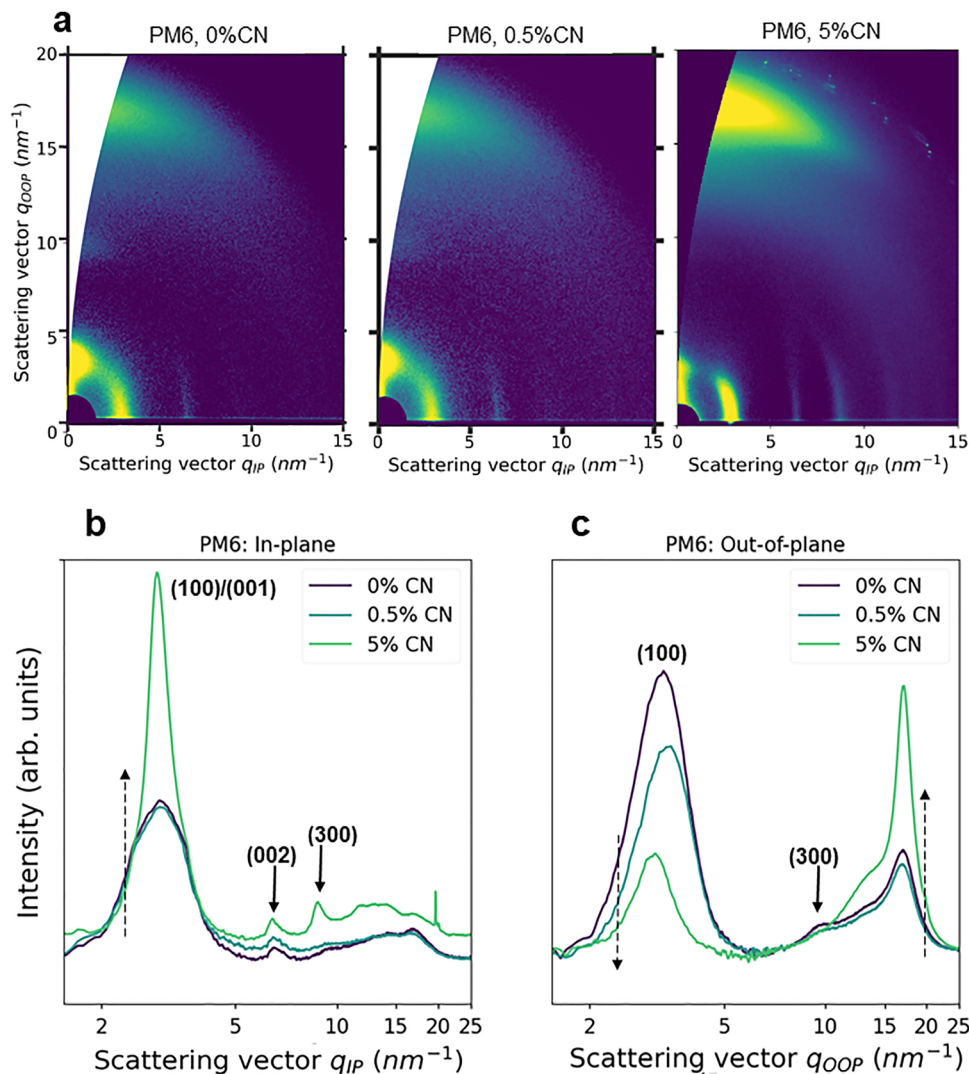 a
PM6, 0%CN
PM6, 0.5%CN
PM6, 5%CN
Scattering vector q_OOP (nm⁻¹)
20
15
10
5
0
0
5
10
15
Scattering vector q_IP (nm⁻¹)
0
5
10
15
Scattering vector q_IP (nm⁻¹)
5
10
15
Scattering vector q_IP (nm⁻¹)
b
PM6: In-plane
Intensity (arb. units)
(100)/(001)
0% CN
0.5% CN
5% CN
(002)
(300)
2
5
10
15
20
25
Scattering vector q_IP (nm⁻¹)
c
PM6: Out-of-plane
0% CN
0.5% CN
5% CN
(100)
(300)
2
5
10
15
20
25
Scattering vector q_OOP (nm⁻¹)